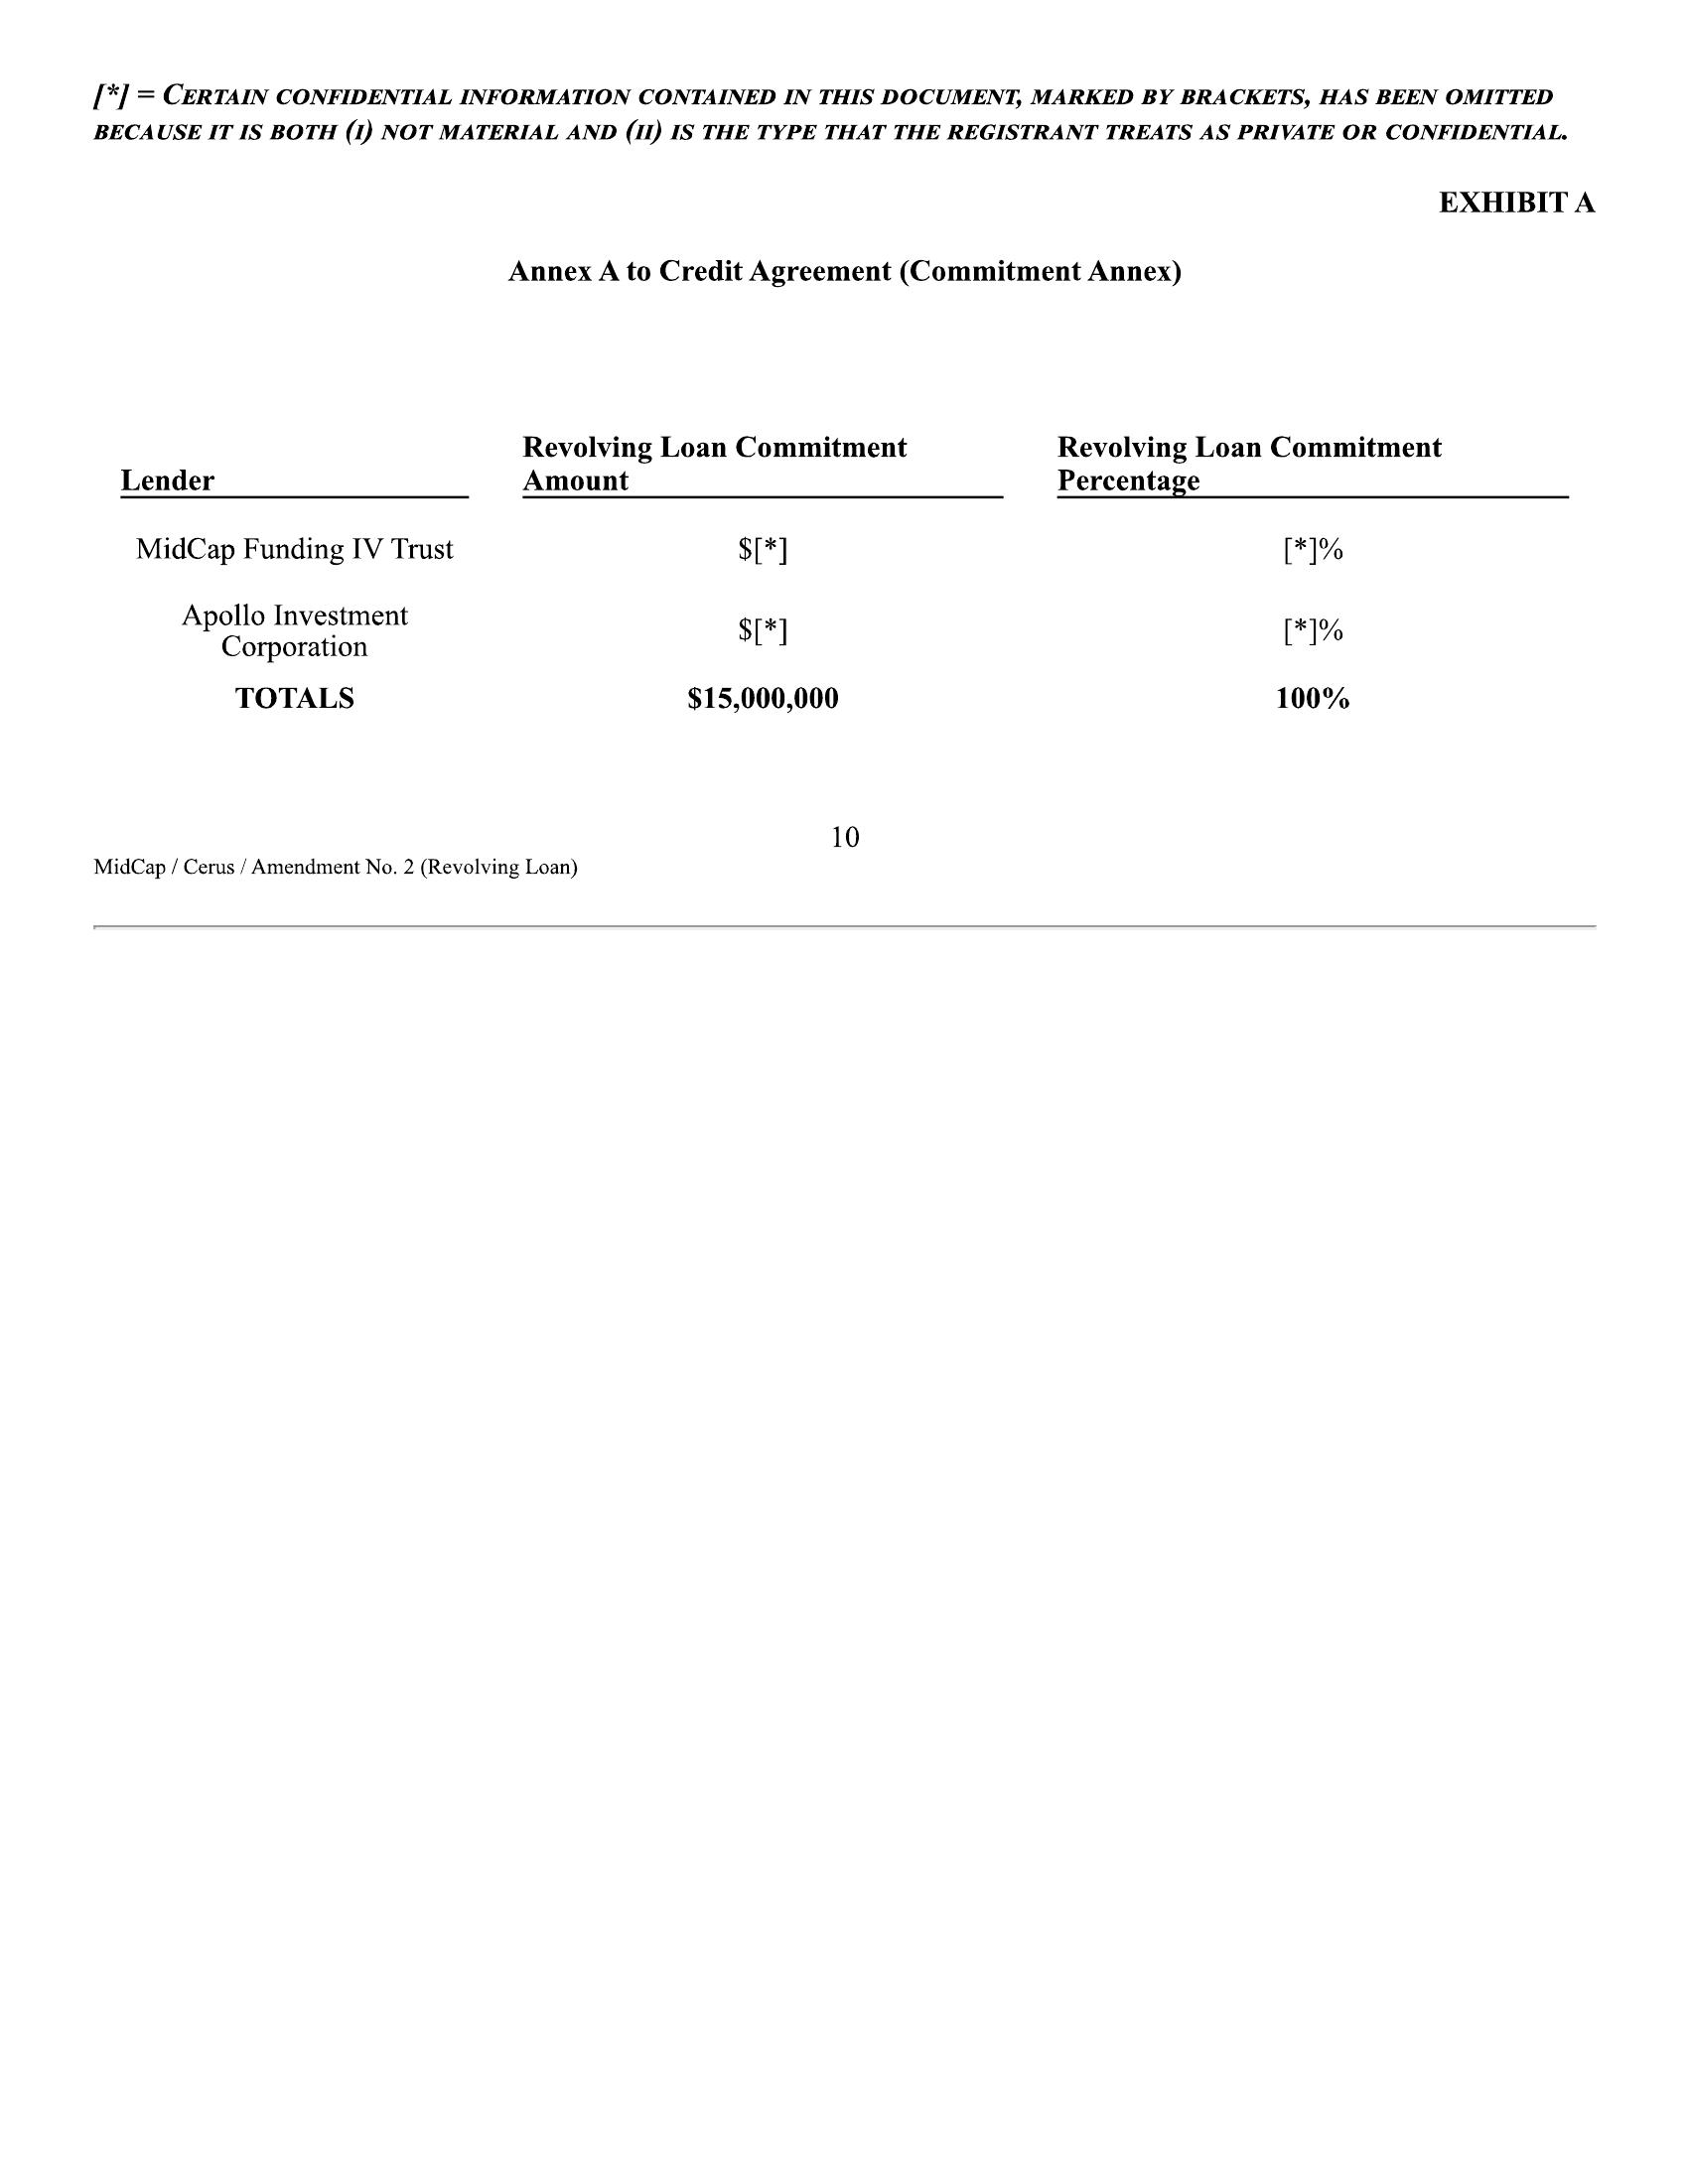 [*] = CERTAIN CONFIDENTIAL INFORMATION CONTAINED IN THIS DOCUMENT, MARKED BY BRACKETS, HAS BEEN OMITTED
BECAUSE IT IS BOTH (I) NOT MATERIAL AND (II) IS THE TYPE THAT THE REGISTRANT TREATS AS PRIVATE OR CONFIDENTIAL.
EXHIBIT A
Annex A to Credit Agreement (Commitment Annex)
Lender Revolving Loan Commitment Amount Revolving Loan Commitment Percentage
MidCap Funding IV Trust $[*] [*]%
Apollo Investment Corporation $[*] [*]%
TOTALS $15,000,000 100%
10
MidCap / Cerus / Amendment No. 2 (Revolving Loan)